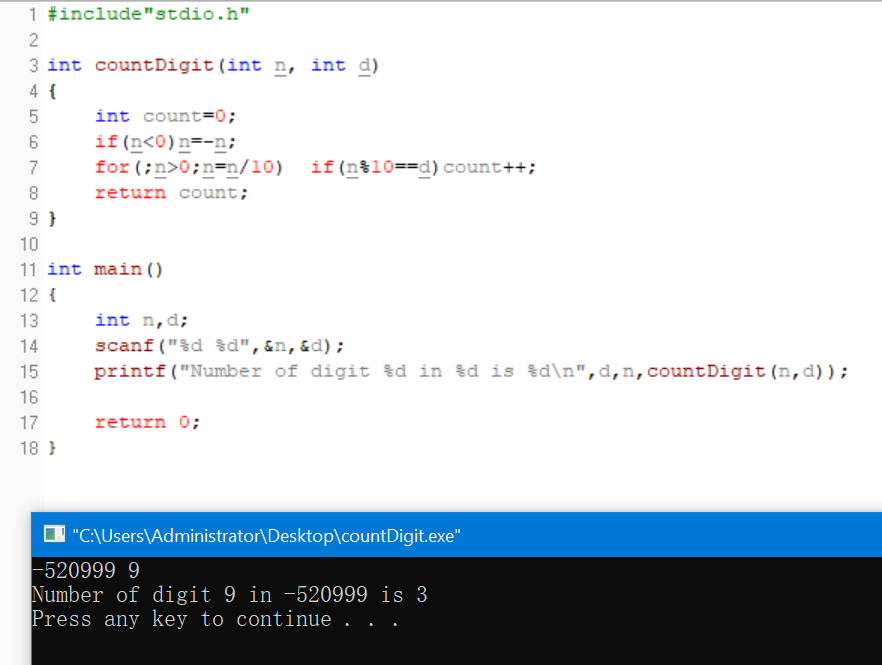 1 #include"stdio.h"
2
3 int countDigit(int n, int d)
4 {
5     int count=0;
6     if(n<0)n=-n;
7     for(;n>0;n=n/10)  if(n%10==d)count++;
8     return count;
9 }
10
11 int main()
12 {
13     int n,d;
14     scanf("%d %d",&n,&d);
15     printf("Number of digit %d in %d is %d\n",d,n,countDigit(n,d));
16
17     return 0;
18 }
"C:\Users\Administrator\Desktop\countDigit.exe"
-520999 9
Number of digit 9 in -520999 is 3
Press any key to continue . . .